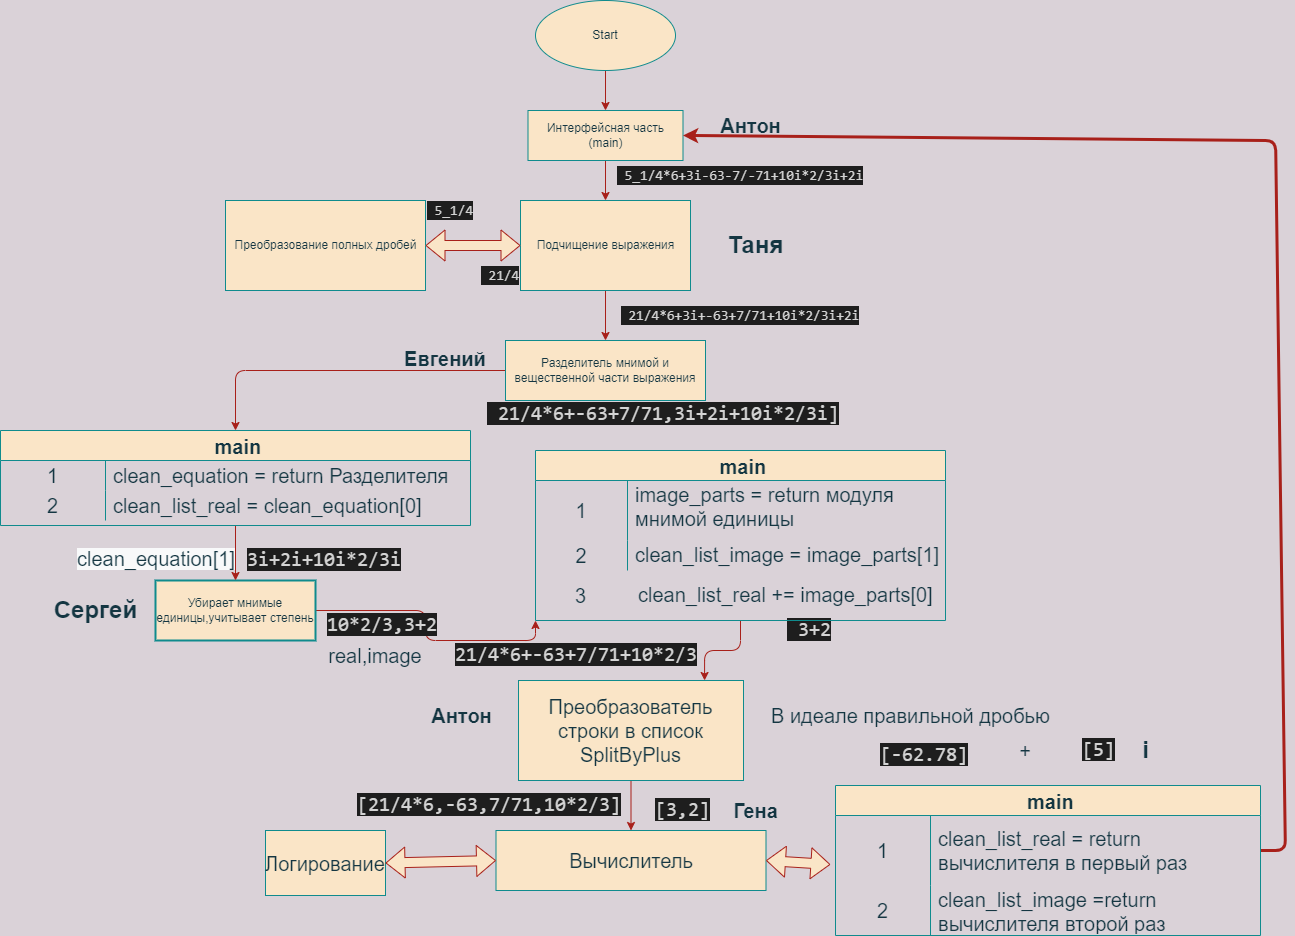 Start
Интерфейсная часть
(main)
Антон
5_1/4*6+3i-63-7/-71+10i*2/3i+2i
5_1/4
Преобразование полных дробей
Подчищение выражения
Таня
21/4
21/4*6+3i+-63+7/71+10i*2/3i+2i
Евгений
Разделитель мнимой и
вещественной части выражения
21/4*6+-63+7/71,3i+2i+10i*2/3i]
main
1 clean_equation = return Разделителя
2 clean_list_real = clean_equation[0]
main
1 image_parts = return модуля
мнимой единицы
2 clean_list_image = image_parts[1]
3 clean_list_real += image_parts[0]
clean_equation[1] 3i+2i+10i*2/3i
Сергей
Убирает мнимые
единицы,учитывает степень
10*2/3,3+2
real,image
21/4*6+-63+7/71+10*2/3
3+2
Антон
Преобразователь
строки в список
SplitByPlus
В идеале правильной дробью
[-62.78] + [5] i
[21/4*6,-63,7/71,10*2/3] [3,2]
Гена
Логирование
Вычислитель
main
1 clean_list_real = return
вычислителя в первый раз
2 clean_list_image =return
вычислителя второй раз